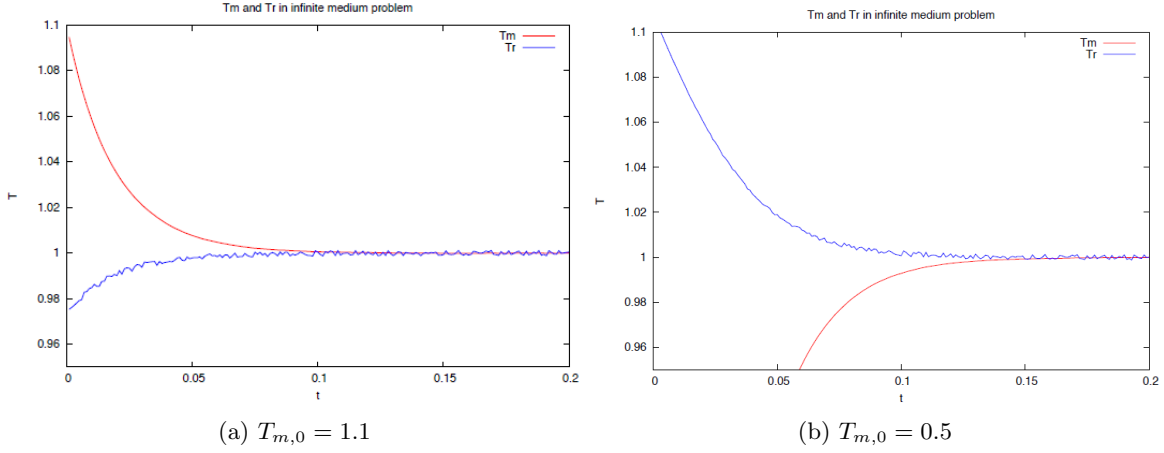 Tm and Tr in infinite medium problem
Tm
Tr
1.1
1.08
1.06
1.04
1.02
1
0.98
0.96
T
0
0.05
0.1
0.15
0.2
t
(a) T_{m,0} = 1.1
Tm and Tr in infinite medium problem
Tm
Tr
1.1
1.08
1.06
1.04
1.02
1
0.98
0.96
T
0
0.05
0.1
0.15
0.2
t
(b) T_{m,0} = 0.5